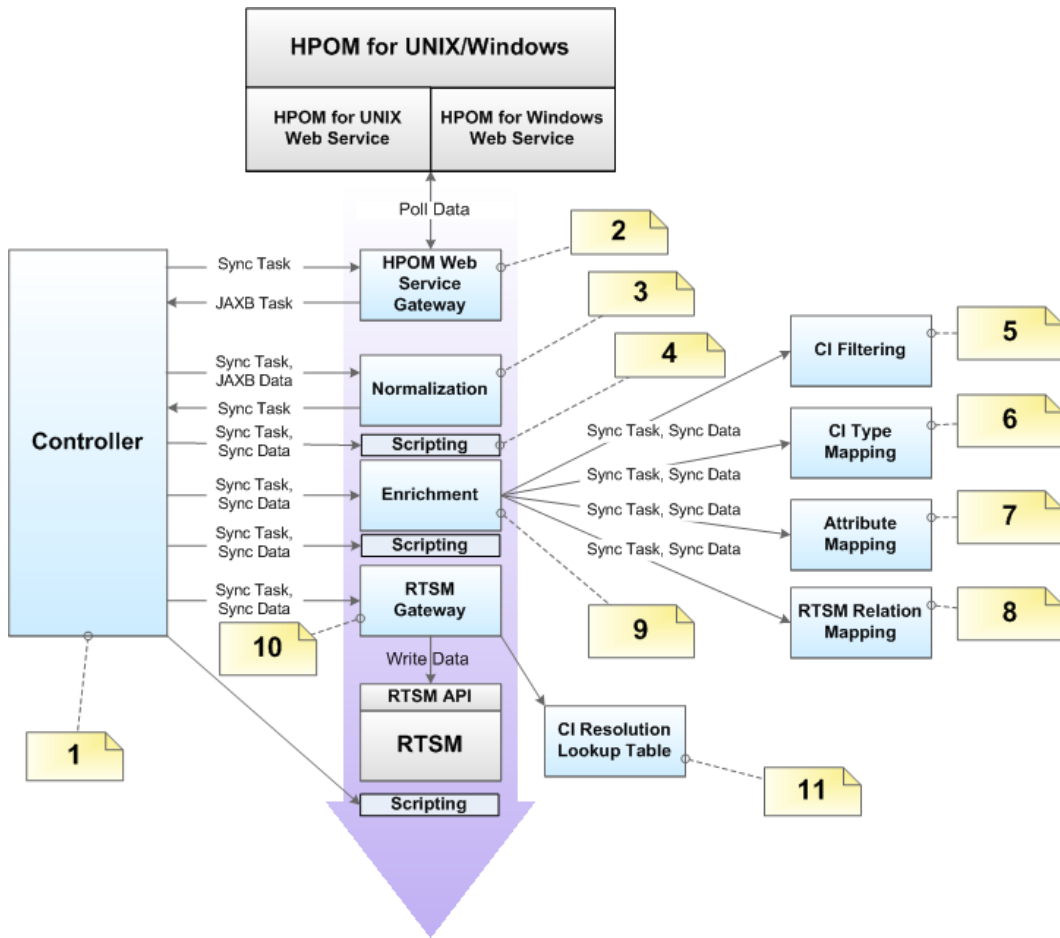 HPOM for UNIX/Windows
HPOM for UNIX
Web Service
HPOM for Windows
Web Service
Poll Data
2
Sync Task
HPOM Web
Service
Gateway
JAXB Task
3
4
5
CI Filtering
Sync Task,
JAXB Data
Normalization
Sync Task
Controller
Sync Task,
Sync Data
Scripting
Sync Task, Sync Data
6
CI Type
Mapping
Sync Task,
Sync Data
Enrichment
Sync Task, Sync Data
7
Sync Task, Sync Data
Attribute
Mapping
Sync Task,
Sync Data
Scripting
Sync Task, Sync Data
Sync Task,
Sync Data
RTSM
Gateway
8
RTSM Relation
Mapping
9
10
Write Data
RTSM API
RTSM
CI Resolution
Lookup Table
1
11
Scripting